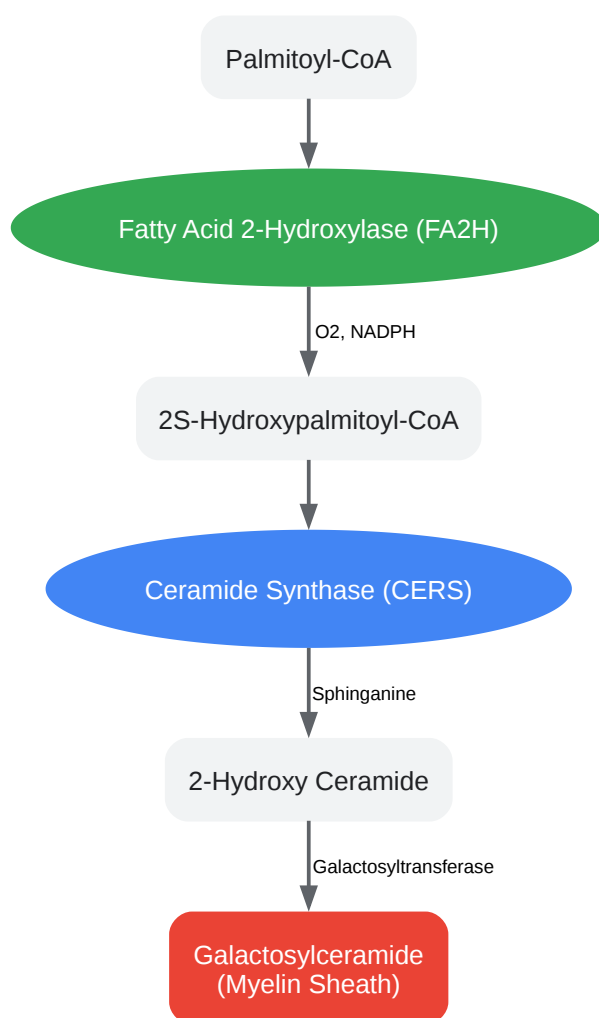 Palmitoyl-CoA
Fatty Acid 2-Hydroxylase (FA2H)
O2, NADPH
2S-Hydroxypalmitoyl-CoA
Ceramide Synthase (CERS)
Sphinganine
2-Hydroxy Ceramide
Galactosyltransferase
Galactosylceramide
(Myelin Sheath)